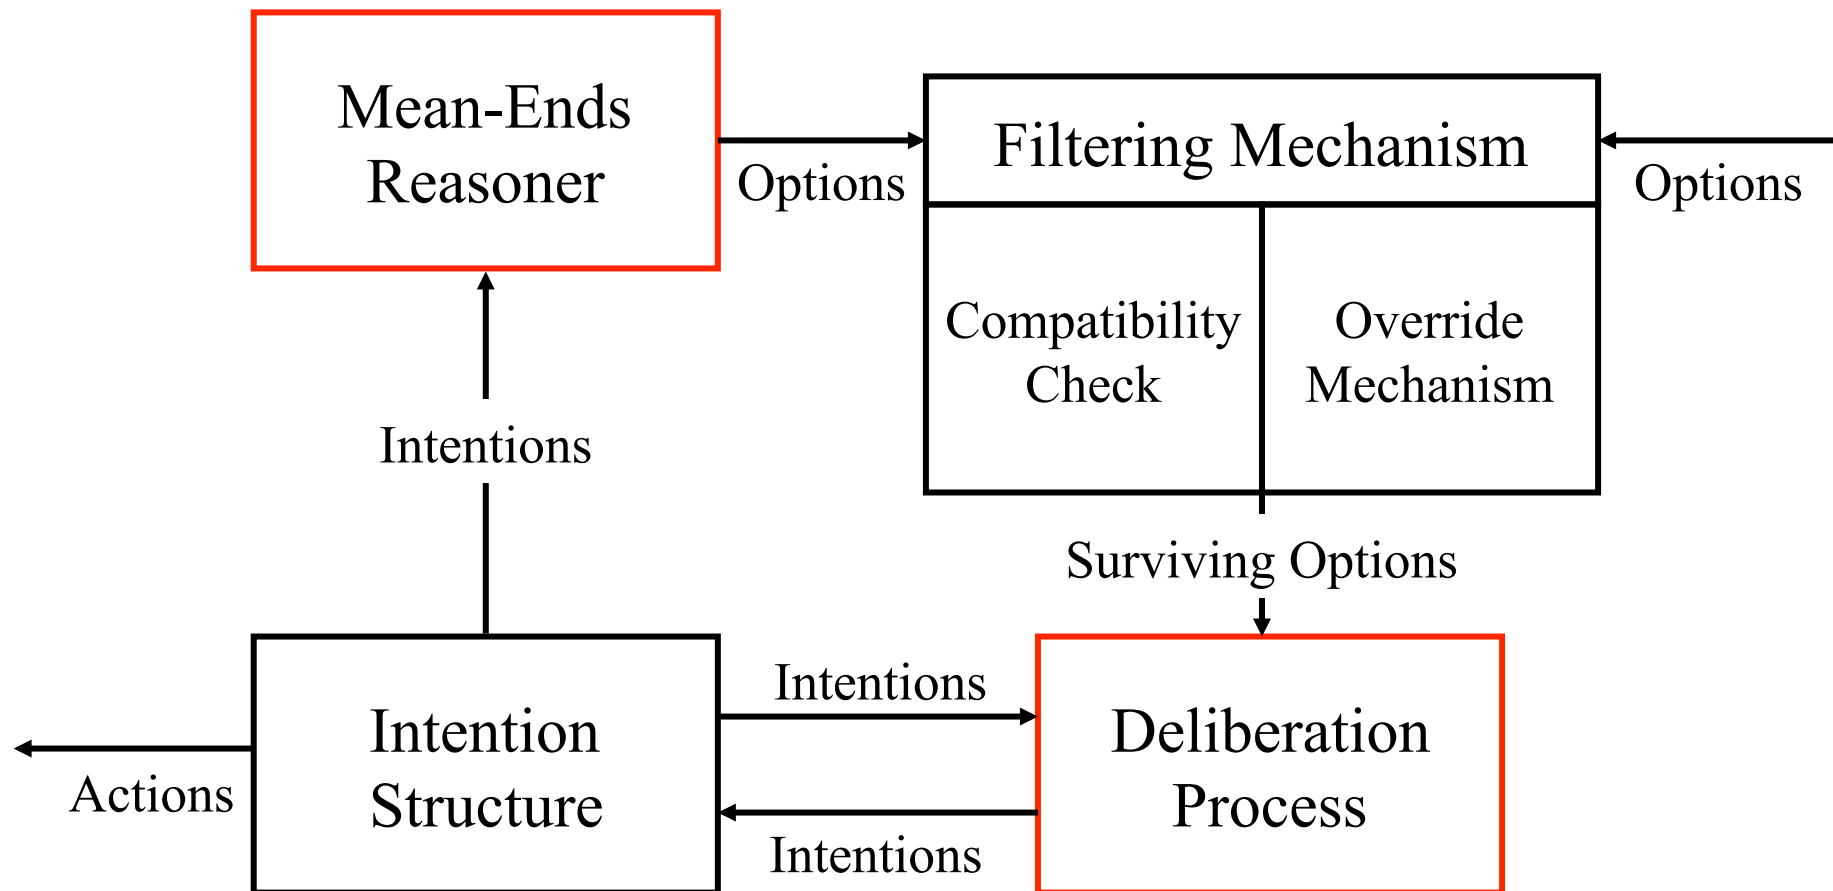 Mean-Ends
Reasoner
Options
Filtering Mechanism
Options
Compatibility
Check
Override
Mechanism
Intentions
Surviving Options
Intention
Structure
Intentions
Deliberation
Process
Actions
Intentions